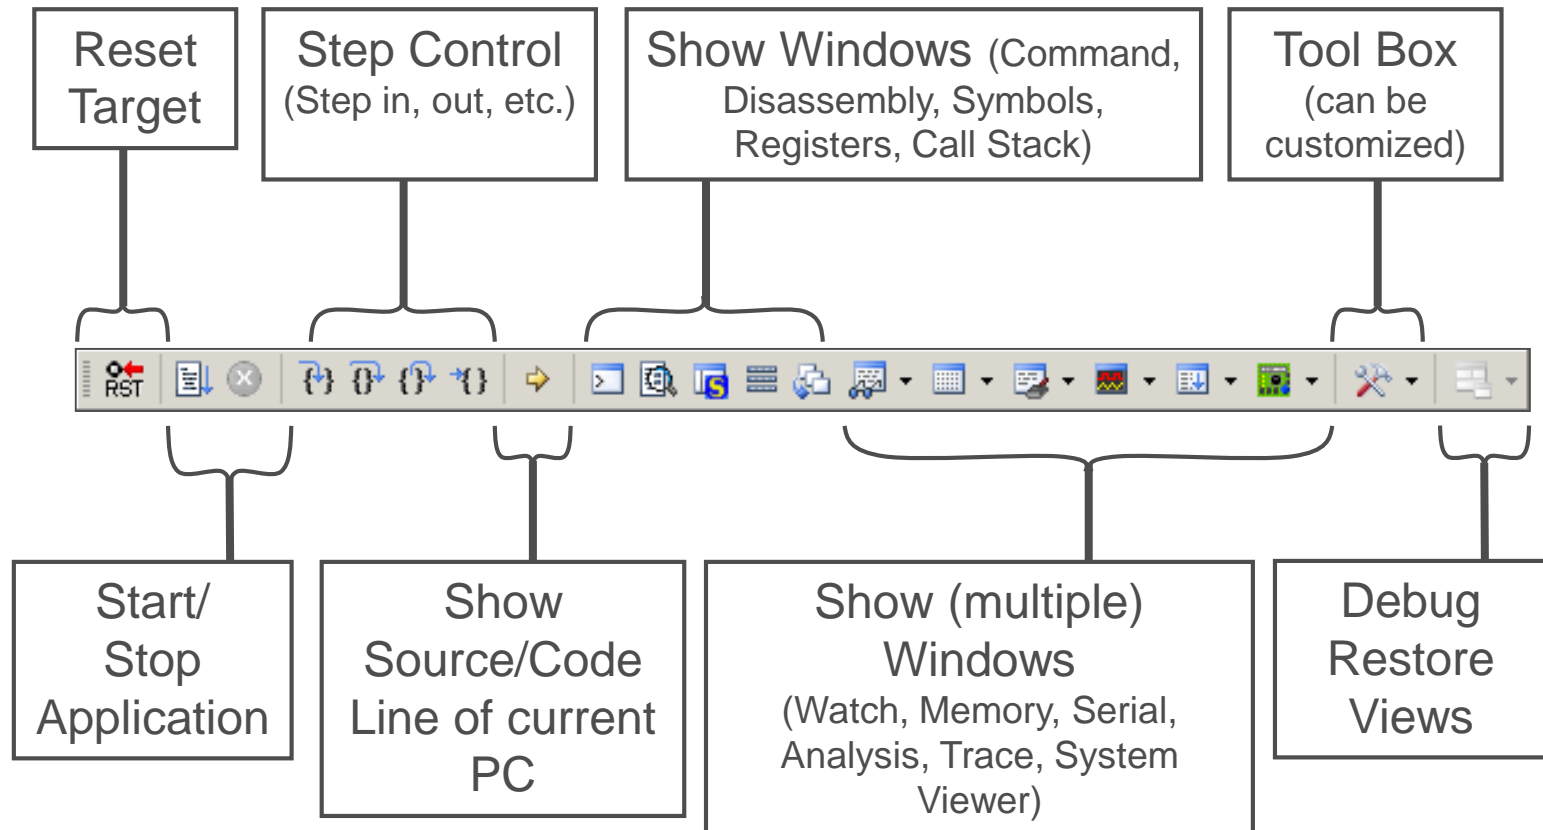 Reset
Target
Step Control
(Step in, out, etc.)
Show Windows (Command,
Disassembly, Symbols,
Registers, Call Stack)
Tool Box
(can be
customized)
RST
{}
{}
{}
{}
>
S
Start/
Stop
Application
Show
Source/Code
Line of current
PC
Show (multiple)
Windows
(Watch, Memory, Serial,
Analysis, Trace, System
Viewer)
Debug
Restore
Views